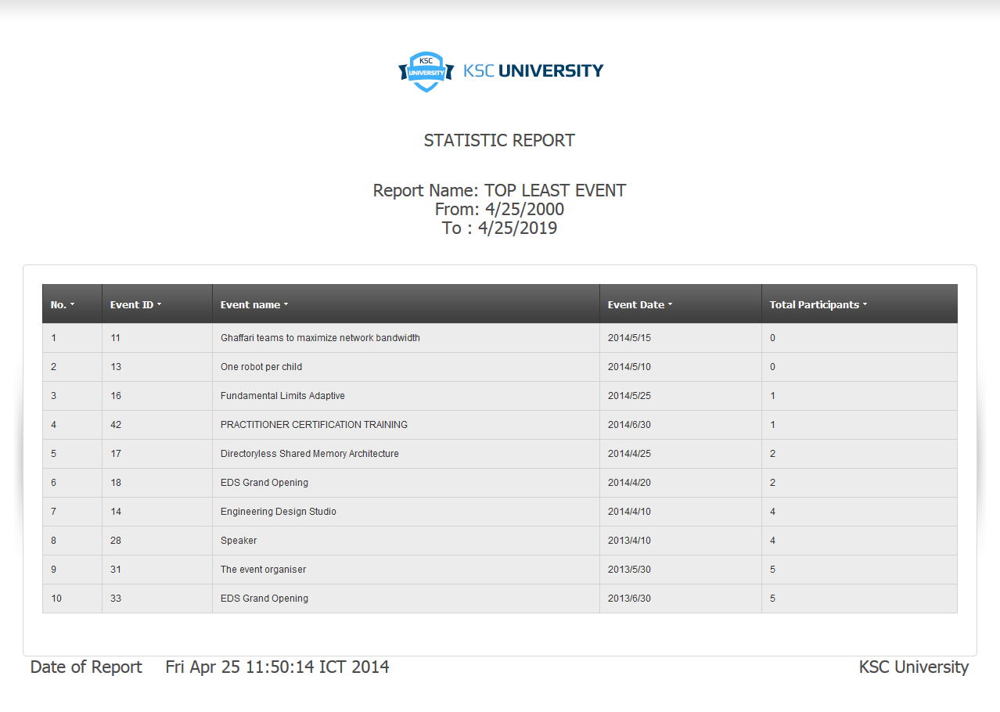 KSC
UNIVERSITY
KSC UNIVERSITY
STATISTIC REPORT
Report Name: TOP LEAST EVENT
From: 4/25/2000
To : 4/25/2019
No. Event ID Event name Event Date Total Participants
1 11 Ghaffari teams to maximize network bandwidth 2014/5/15 0
2 13 One robot per child 2014/5/10 0
3 16 Fundamental Limits Adaptive 2014/5/25 1
4 42 PRACTITIONER CERTIFICATION TRAINING 2014/6/30 1
5 17 Directoryless Shared Memory Architecture 2014/4/25 2
6 18 EDS Grand Opening 2014/4/20 2
7 14 Engineering Design Studio 2014/4/10 4
8 28 Speaker 2013/4/10 4
9 31 The event organiser 2013/5/30 5
10 33 EDS Grand Opening 2013/6/30 5
Date of Report Fri Apr 25 11:50:14 ICT 2014 KSC University